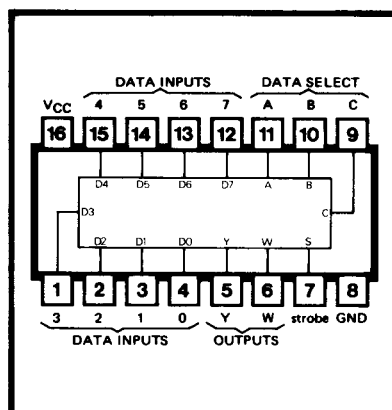 DATA INPUTS DATA SELECT
VCC 4 5 6 7 A B C
16 15 14 13 12 11 10 9
D4 D5 D6 D7 A B
D3 C
D2 D1 D0 Y W S
1 2 3 4 5 6 7 8
3 2 1 0 Y W strobe GND
DATA INPUTS OUTPUTS